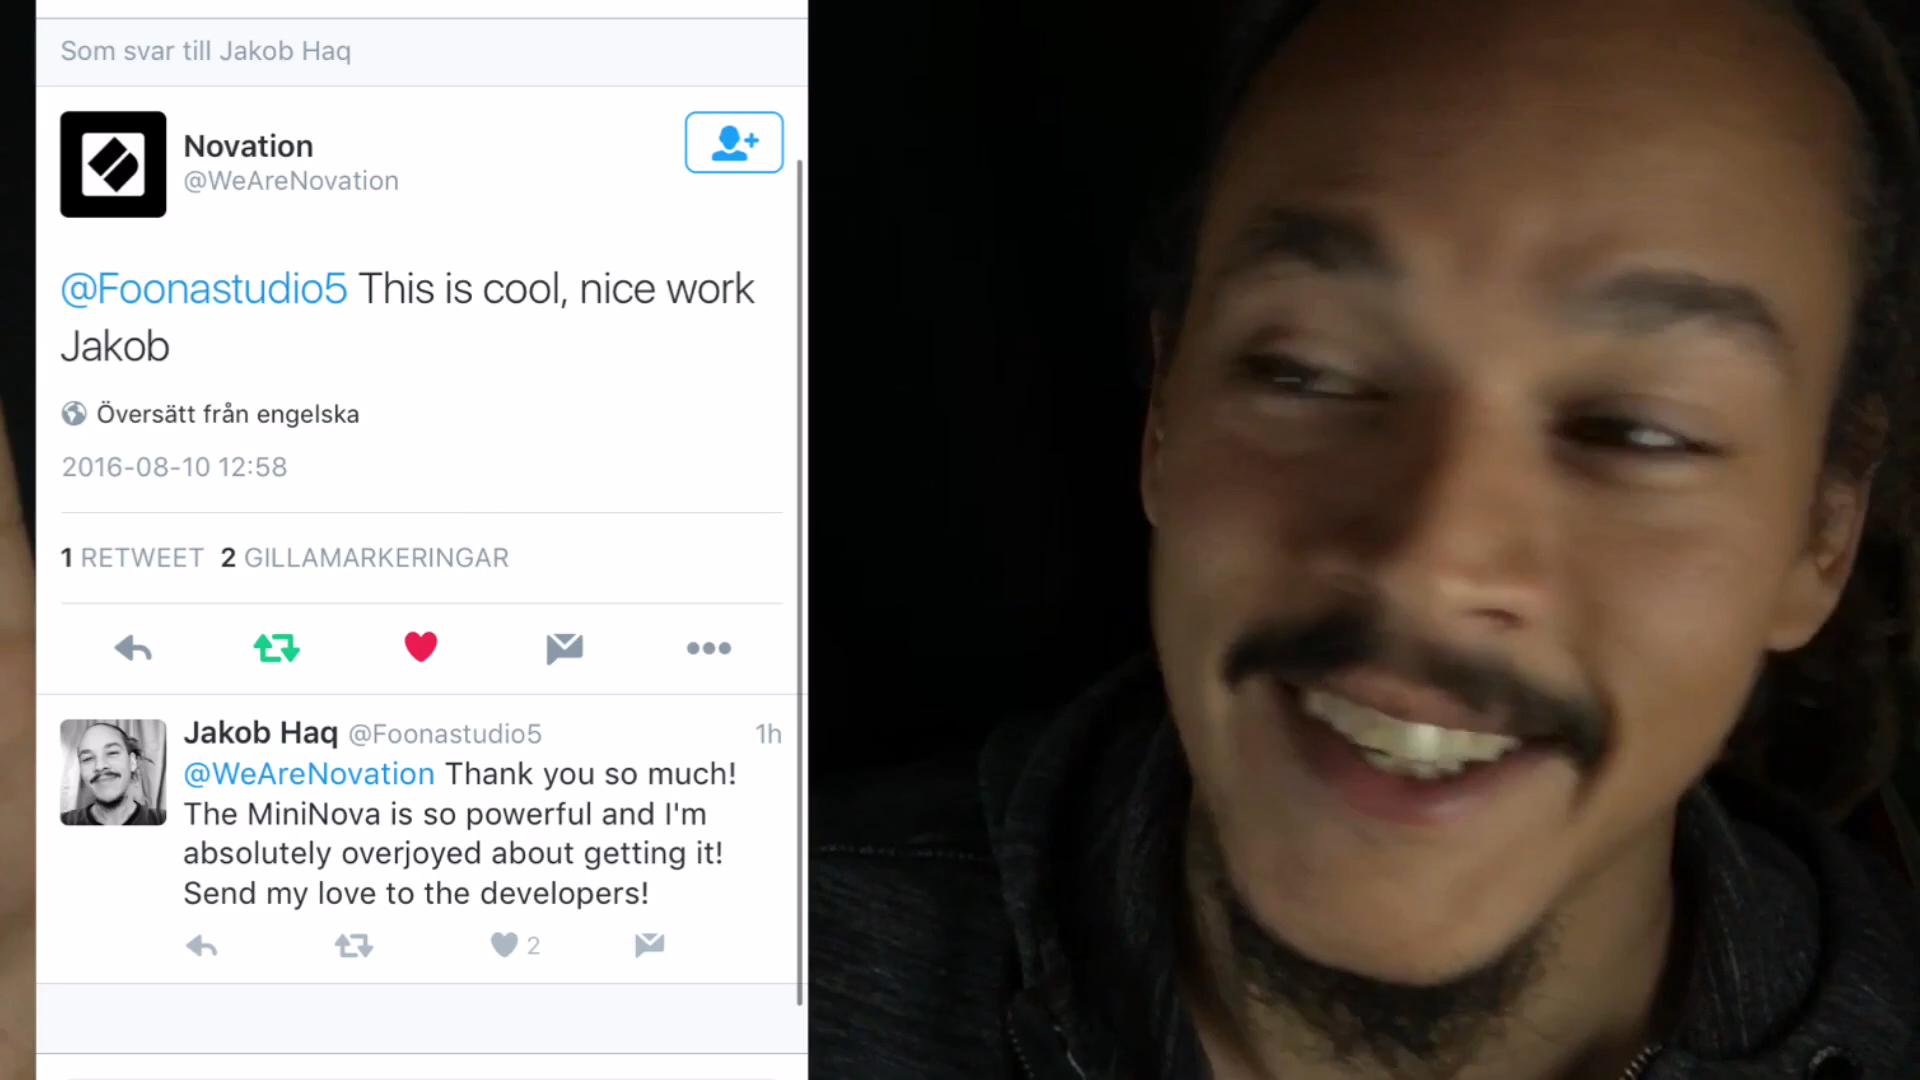 Som svar till Jakob Haq
Novation
@WeAreNovation
@Foonastudio5 This is cool, nice work
Jakob
Översätt från engelska
2016-08-10 12:58
1 RETWEET 2 GILLAMARKERINGAR
Jakob Haq @Foonastudio5 1h
@WeAreNovation Thank you so much!
The MiniNova is so powerful and I'm
absolutely overjoyed about getting it!
Send my love to the developers!
2